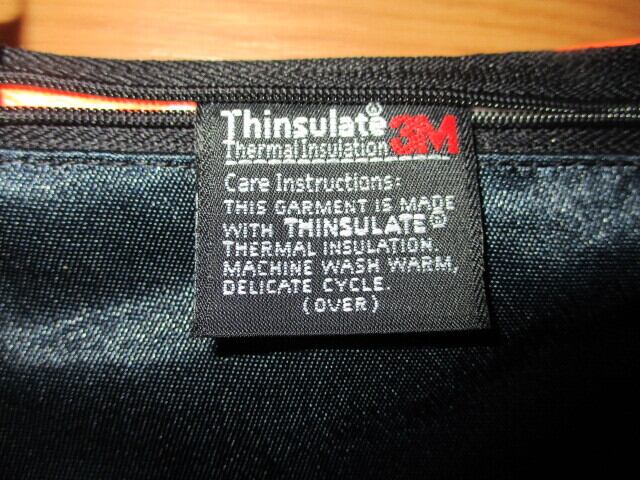 Thinsulate® 3M
Thermal Insulation
Care Instructions:
THIS GARMENT IS MADE
WITH THINSULATE®
THERMAL INSULATION.
MACHINE WASH WARM,
DELICATE CYCLE.
(OVER)